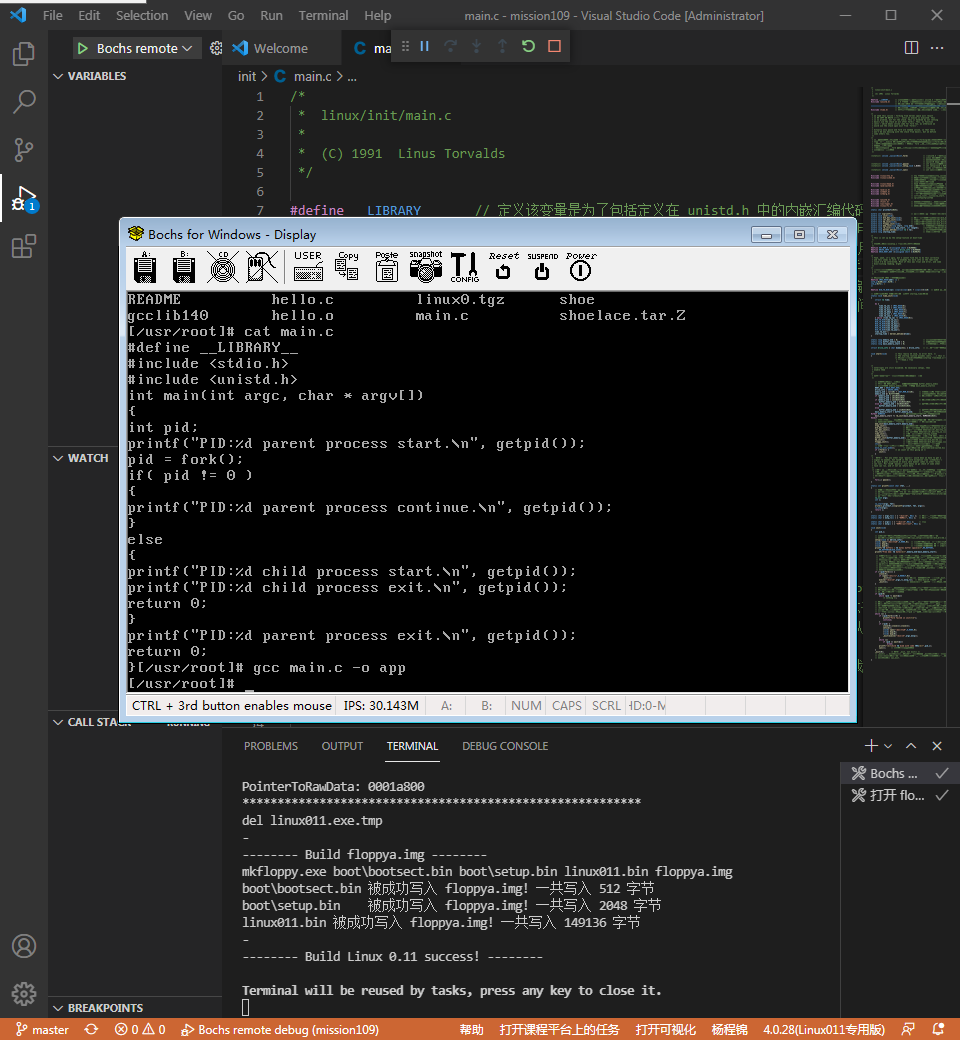 File Edit Selection View Go Run Terminal Help main.c - mission109 - Visual Studio Code [Administrator]
Bochs remote
Welcome
C ma
VARIABLES
init > C main.c > ...
1 /*
2 * linux/init/main.c
3 *
4 * (C) 1991 Linus Torvalds
5 */
6
7 #define __LIBRARY__ // 定义该变量是为了包括定义在 unistd.h 中的内嵌汇编代码
Bochs for Windows - Display
A: B: CD USER Copy Paste snapshot CONFIG Reset SUSPEND Power
README hello.c linux0.tgz shoe
gcclib140 hello.o main.c shoelace.tar.Z
[/usr/root]# cat main.c
#define __LIBRARY__
#include <stdio.h>
#include <unistd.h>
int main(int argc, char * argv[])
{
int pid;
printf("PID:%d parent process start.\n", getpid());
pid = fork();
if( pid != 0 )
{
printf("PID:%d parent process continue.\n", getpid());
}
else
{
printf("PID:%d child process start.\n", getpid());
printf("PID:%d child process exit.\n", getpid());
return 0;
}
printf("PID:%d parent process exit.\n", getpid());
return 0;
}[/usr/root]# gcc main.c -o app
[/usr/root]# _
CTRL + 3rd button enables mouse IPS: 30.143M A: B: NUM CAPS SCRL HD:0-M
WATCH
CALL STACK RUNNING
PROBLEMS OUTPUT TERMINAL DEBUG CONSOLE
Bochs ...
打开 flo...
PointerToRawData: 0001a800
*********************************************************
del linux011.exe.tmp
-
-------- Build floppya.img --------
mkfloppy.exe boot\bootsect.bin boot\setup.bin linux011.bin floppya.img
boot\bootsect.bin 被成功写入 floppya.img! 一共写入 512 字节
boot\setup.bin 被成功写入 floppya.img! 一共写入 2048 字节
linux011.bin 被成功写入 floppya.img! 一共写入 149136 字节
-
-------- Build Linux 0.11 success! --------
Terminal will be reused by tasks, press any key to close it.
BREAKPOINTS
1
master 0 0 Bochs remote debug (mission109) 帮助 打开课程平台上的任务 打开可视化 杨程锦 4.0.28(Linux011专用版)